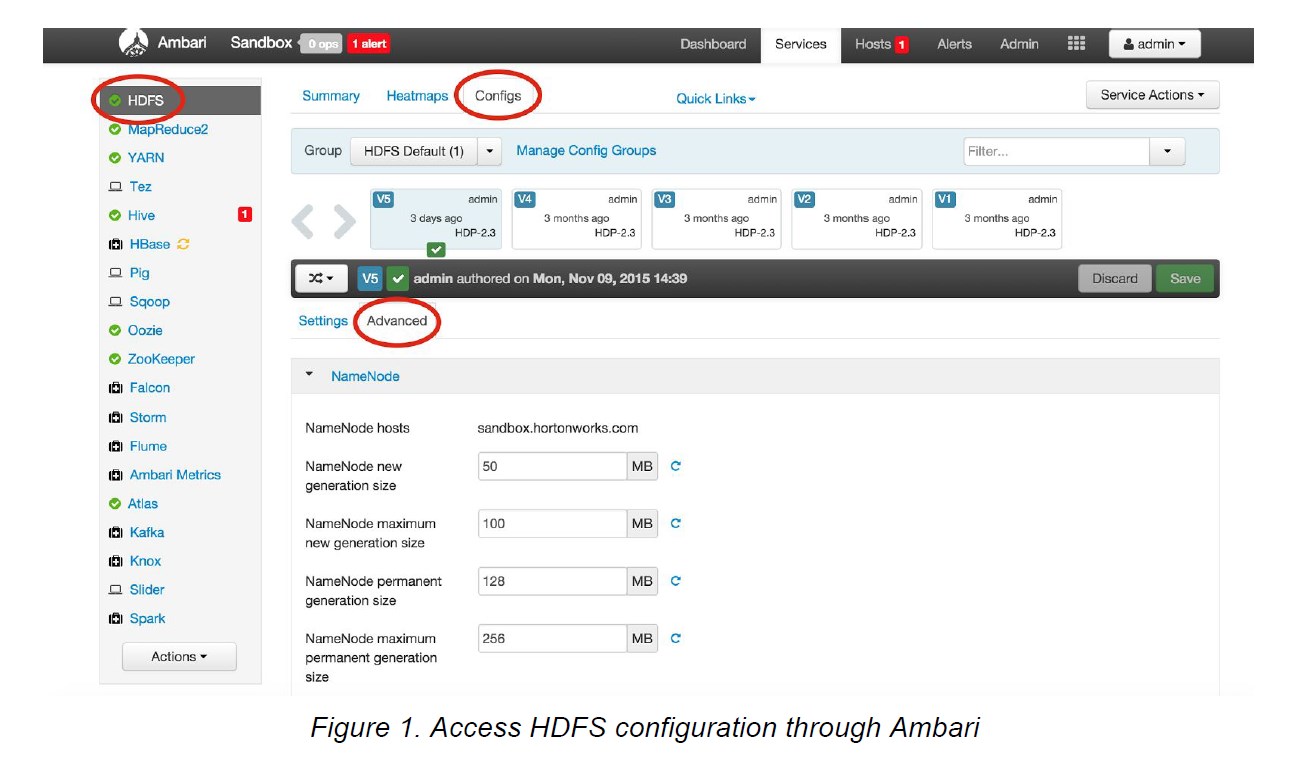 Ambari Sandbox 0 ops 1 alert Dashboard Services Hosts 1 Alerts Admin admin
HDFS
MapReduce2
YARN
Tez
Hive 1
HBase
Pig
Sqoop
Oozie
ZooKeeper
Falcon
Storm
Flume
Ambari Metrics
Atlas
Kafka
Knox
Slider
Spark
Actions
Summary Heatmaps Configs Quick Links Service Actions
Group HDFS Default (1) Manage Config Groups Filter...
V5 admin
3 days ago
HDP-2.3
V4 admin
3 months ago
HDP-2.3
V3 admin
3 months ago
HDP-2.3
V2 admin
3 months ago
HDP-2.3
V1 admin
3 months ago
HDP-2.3
V5 admin authored on Mon, Nov 09, 2015 14:39 Discard Save
Settings Advanced
NameNode
NameNode hosts sandbox.hortonworks.com
NameNode new 50 MB
generation size
NameNode maximum 100 MB
new generation size
NameNode permanent 128 MB
generation size
NameNode maximum 256 MB
permanent generation
size
Figure 1. Access HDFS configuration through Ambari